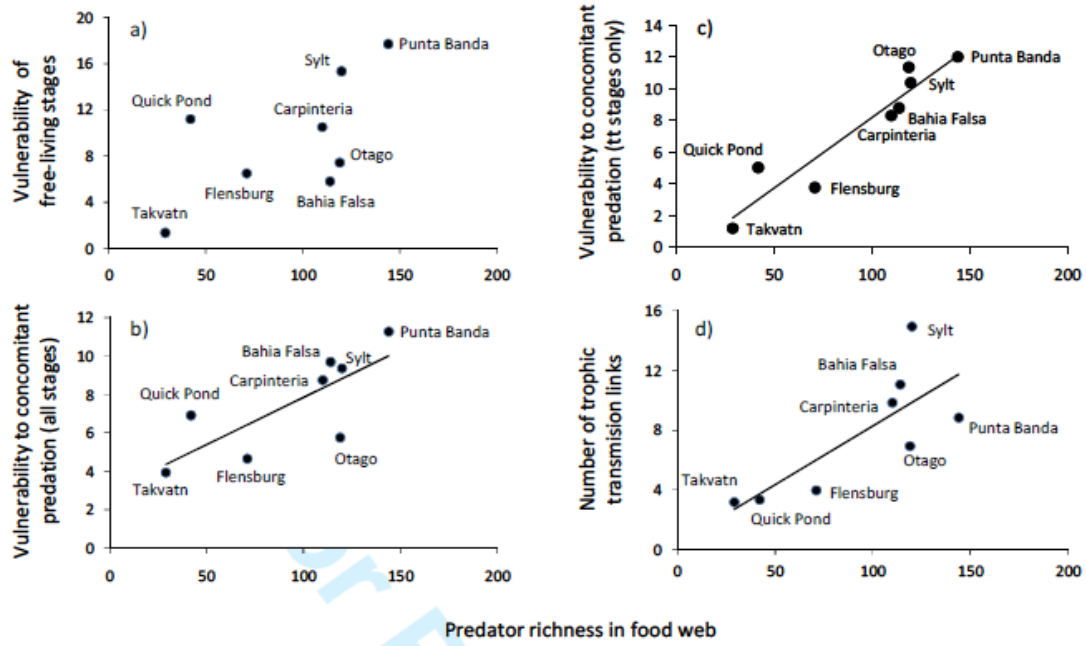 a)
Vulnerability of
free-living stages
20
16
12
8
4
0
0
50
100
150
200
Punta Banda
Sylt
Quick Pond
Carpinteria
Otago
Flensburg
Bahia Falsa
Takvatn
b)
Vulnerability to concomitant
predation (all stages)
12
10
8
6
4
2
0
0
50
100
150
200
Punta Banda
Bahia Falsa
Sylt
Carpinteria
Quick Pond
Otago
Flensburg
Takvatn
c)
Vulnerability to concomitant
predation (tt stages only)
14
12
10
8
6
4
2
0
0
50
100
150
200
Otago
Punta Banda
Sylt
Bahia Falsa
Carpinteria
Quick Pond
Flensburg
Takvatn
d)
Number of trophic
transmision links
16
12
8
4
0
0
50
100
150
200
Sylt
Bahia Falsa
Carpinteria
Punta Banda
Otago
Takvatn
Flensburg
Quick Pond
Predator richness in food web